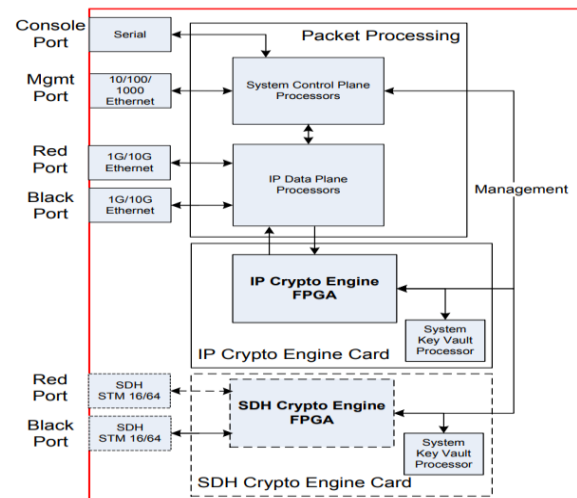 Console
Port
Serial
Packet Processing
Mgmt
Port
10/100/
1000
Ethernet
System Control Plane
Processors
Red
Port
1G/10G
Ethernet
Black
Port
1G/10G
Ethernet
IP Data Plane
Processors
Management
IP Crypto Engine
FPGA
System
Key Vault
Processor
IP Crypto Engine Card
Red
Port
SDH
STM 16/64
Black
Port
SDH
STM 16/64
SDH Crypto Engine
FPGA
System
Key Vault
Processor
SDH Crypto Engine Card